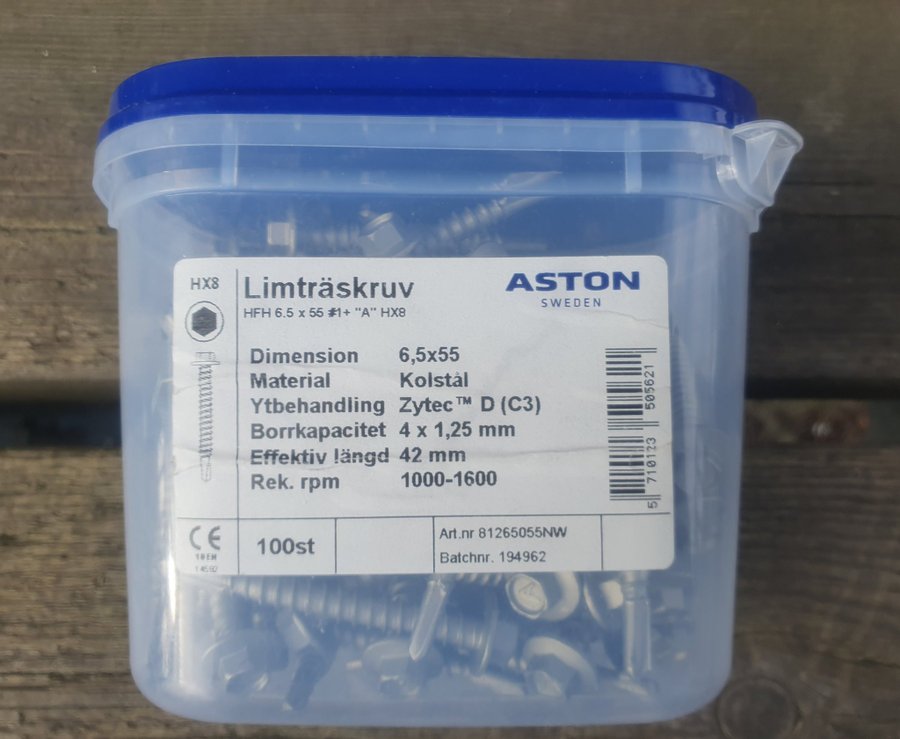 HX8
Limträskruv
HFH 6.5 x 55 #1+ "A" HX8
ASTON
SWEDEN
Dimension 6,5x55
Material Kolstål
Ytbehandling Zytec™ D (C3)
Borrkapacitet 4 x 1,25 mm
Effektiv längd 42 mm
Rek. rpm 1000-1600
5 710123 505621
CE
100st
Art.nr 81265055NW
Batchnr. 194962